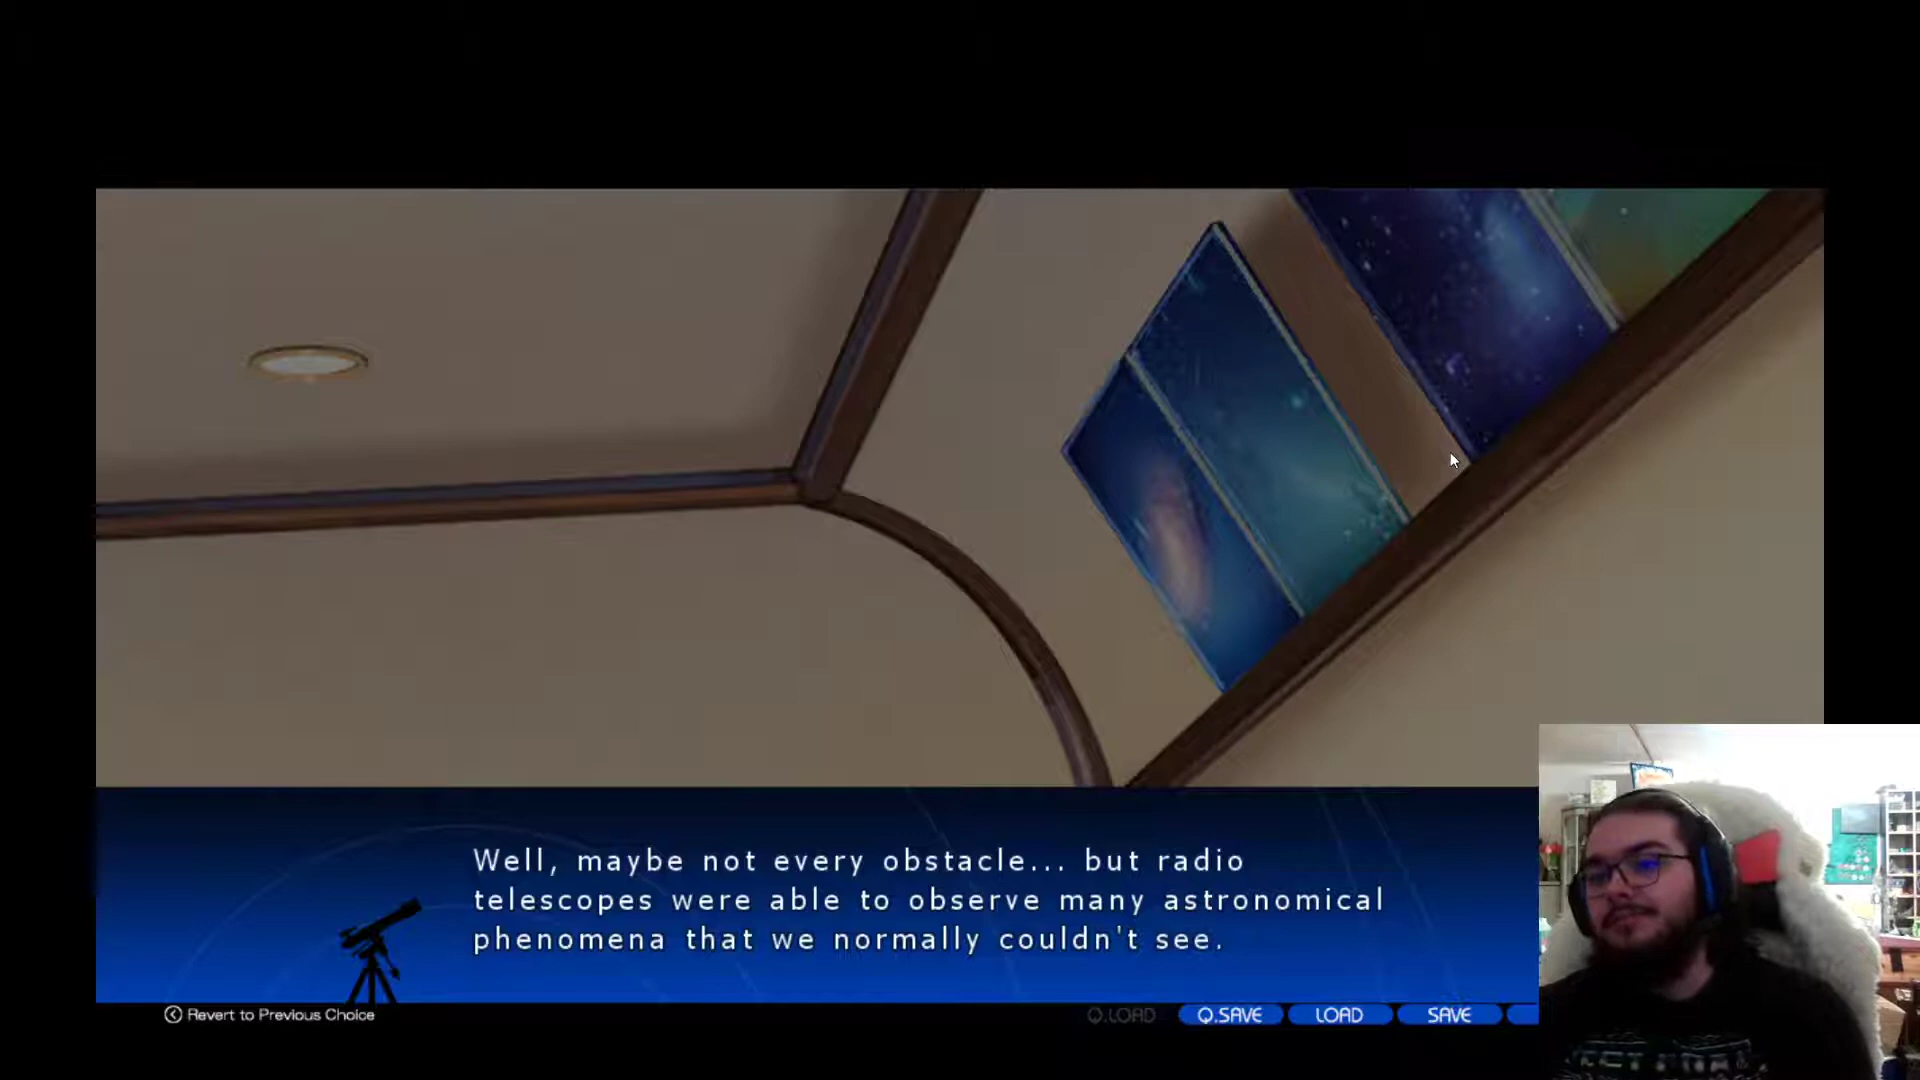 Well, maybe not every obstacle... but radio
telescopes were able to observe many astronomical
phenomena that we normally couldn't see.
Revert to Previous Choice
Q.LOAD Q.SAVE LOAD SAVE